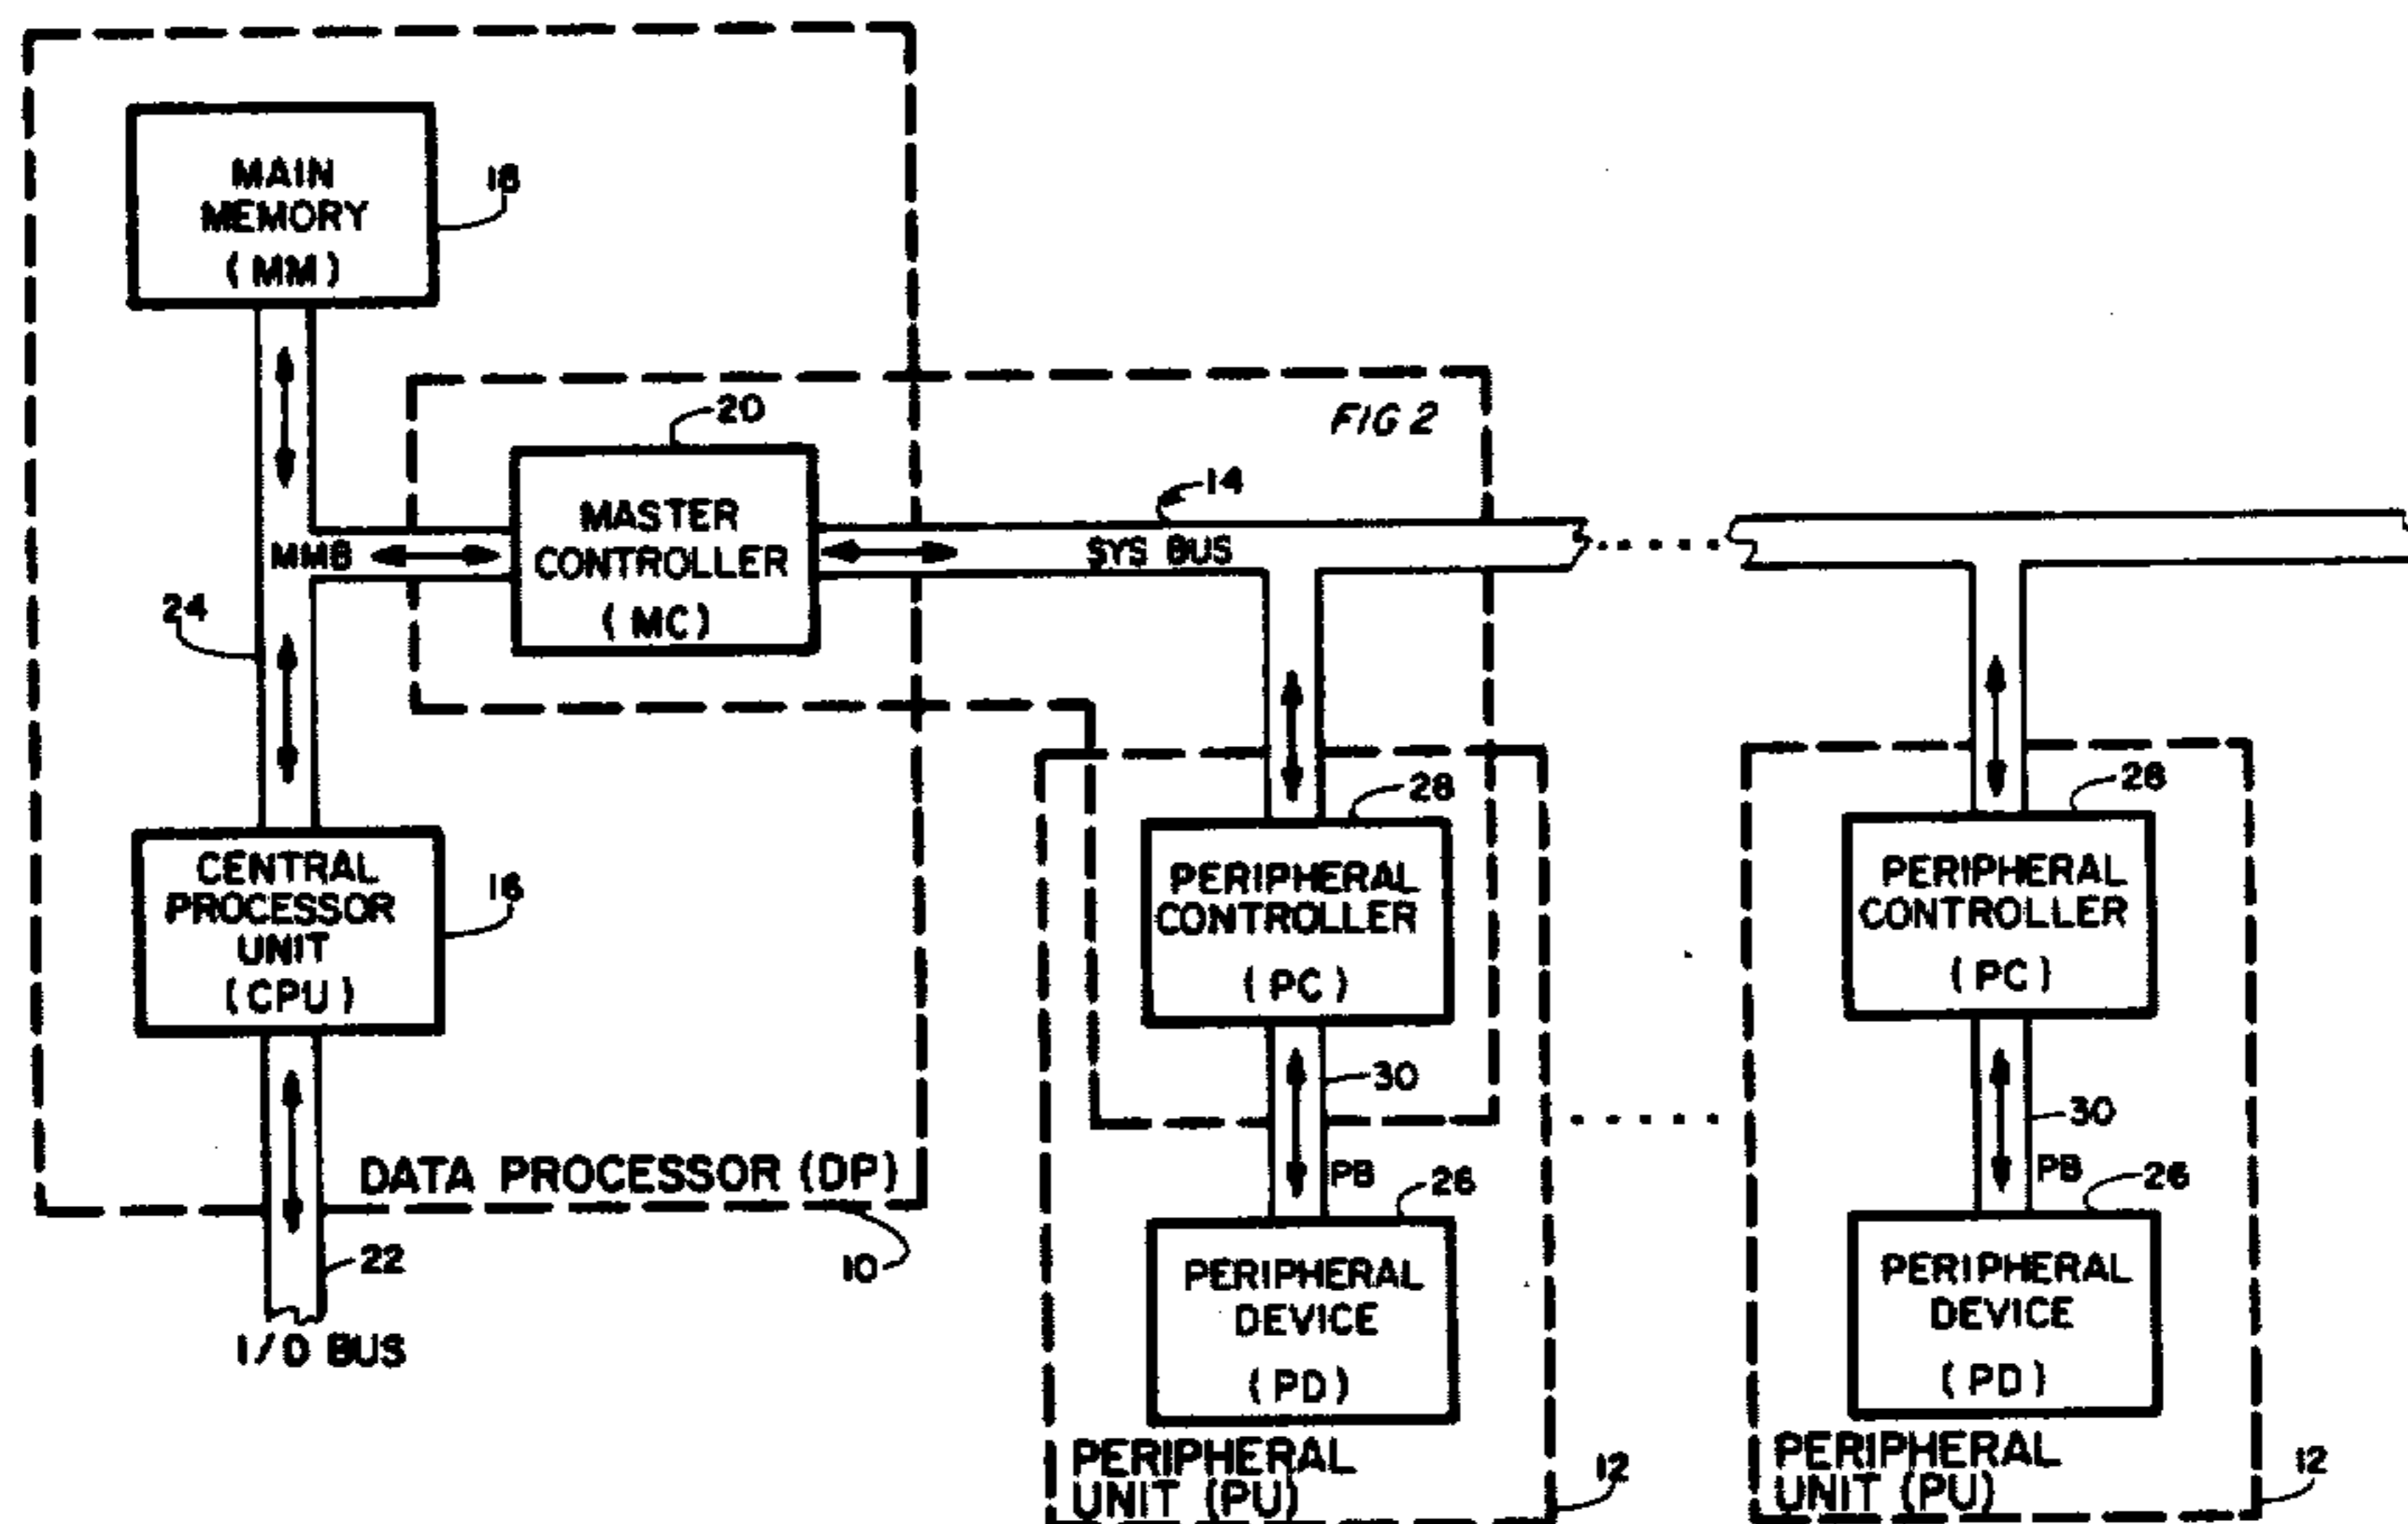 MAIN
MEMORY
(MM)
18
20
FIG 2
MASTER
CONTROLLER
(MC)
MMB
14
SYS BUS
24
CENTRAL
PROCESSOR
UNIT
(CPU)
16
28
PERIPHERAL
CONTROLLER
(PC)
28
PERIPHERAL
CONTROLLER
(PC)
30
PB
30
PB
DATA PROCESSOR (DP)
10
22
I/O BUS
26
PERIPHERAL
DEVICE
(PD)
26
PERIPHERAL
DEVICE
(PD)
PERIPHERAL
UNIT (PU)
12
PERIPHERAL
UNIT (PU)
12